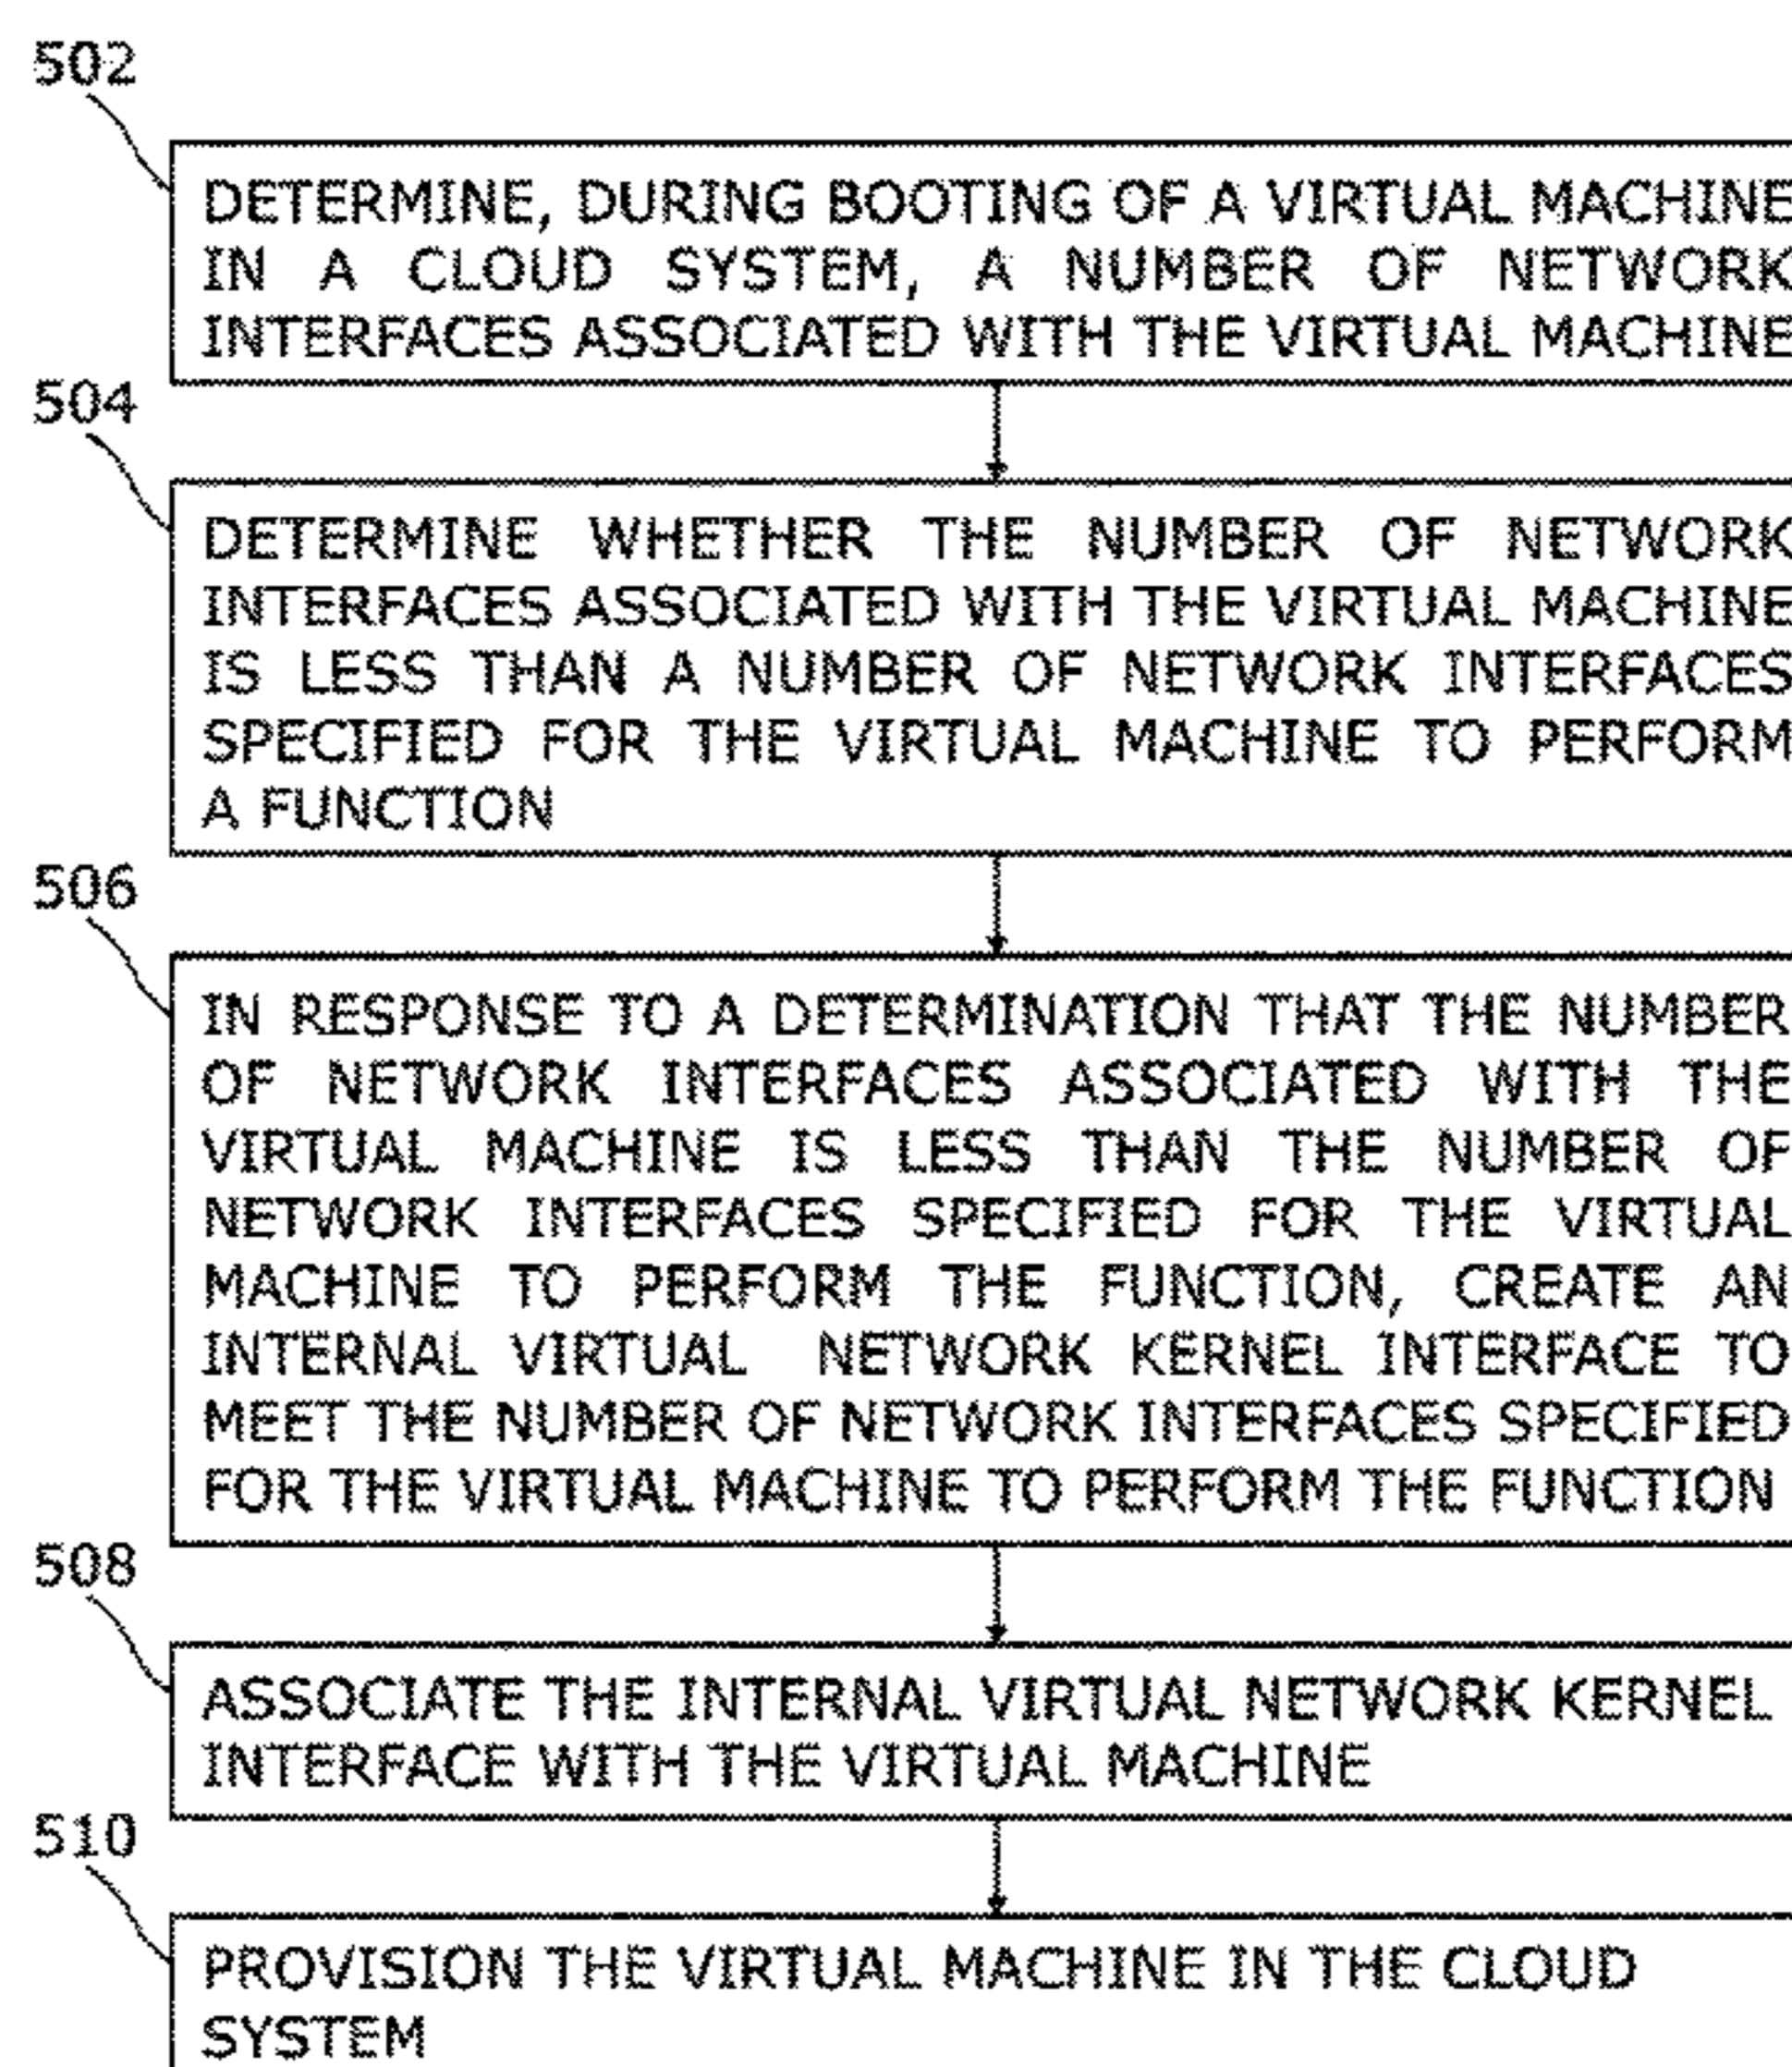 502
DETERMINE, DURING BOOTING OF A VIRTUAL MACHINE
IN A CLOUD SYSTEM, A NUMBER OF NETWORK
INTERFACES ASSOCIATED WITH THE VIRTUAL MACHINE
504
DETERMINE WHETHER THE NUMBER OF NETWORK
INTERFACES ASSOCIATED WITH THE VIRTUAL MACHINE
IS LESS THAN A NUMBER OF NETWORK INTERFACES
SPECIFIED FOR THE VIRTUAL MACHINE TO PERFORM
A FUNCTION
506
IN RESPONSE TO A DETERMINATION THAT THE NUMBER
OF NETWORK INTERFACES ASSOCIATED WITH THE
VIRTUAL MACHINE IS LESS THAN THE NUMBER OF
NETWORK INTERFACES SPECIFIED FOR THE VIRTUAL
MACHINE TO PERFORM THE FUNCTION, CREATE AN
INTERNAL VIRTUAL NETWORK KERNEL INTERFACE TO
MEET THE NUMBER OF NETWORK INTERFACES SPECIFIED
FOR THE VIRTUAL MACHINE TO PERFORM THE FUNCTION
508
ASSOCIATE THE INTERNAL VIRTUAL NETWORK KERNEL
INTERFACE WITH THE VIRTUAL MACHINE
510
PROVISION THE VIRTUAL MACHINE IN THE CLOUD
SYSTEM